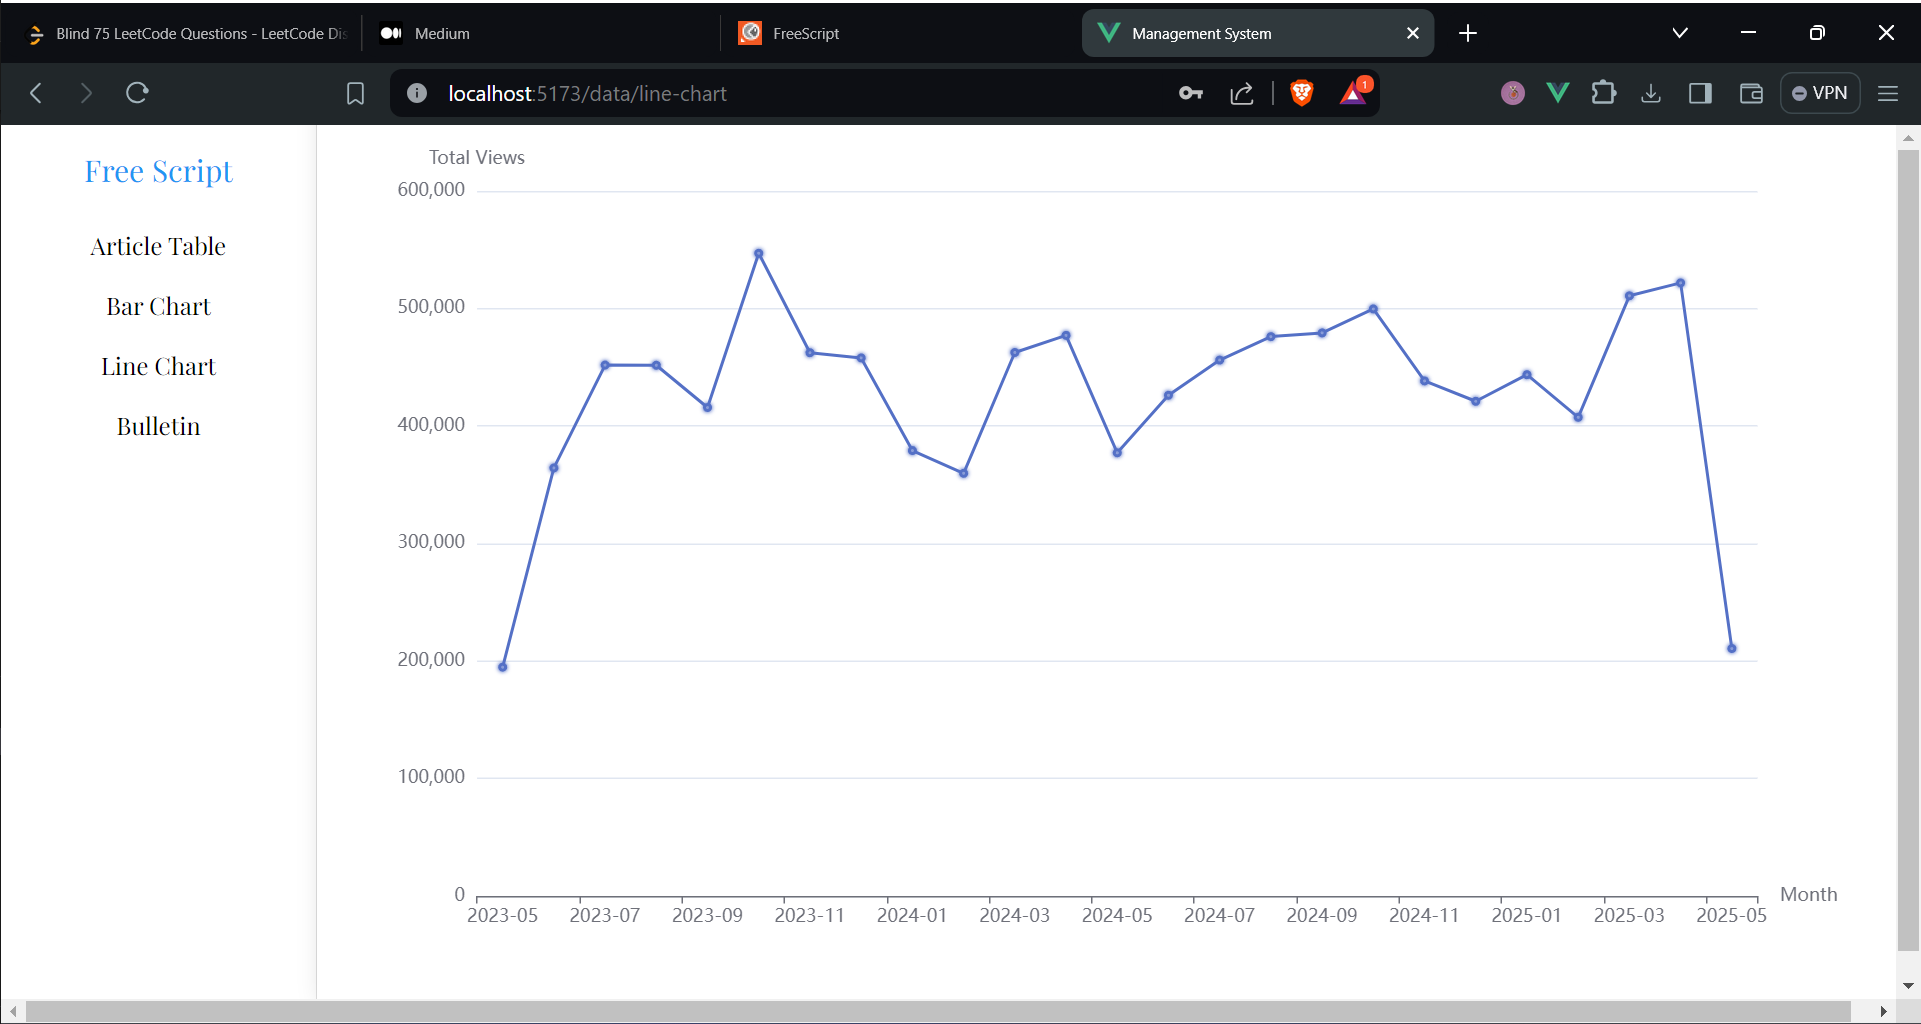 Blind 75 LeetCode Questions - LeetCode Dis
Medium
FreeScript
Management System
localhost:5173/data/line-chart
1
VPN
Free Script
Article Table
Bar Chart
Line Chart
Bulletin
Total Views
600,000
500,000
400,000
300,000
200,000
100,000
0
2023-05 2023-07 2023-09 2023-11 2024-01 2024-03 2024-05 2024-07 2024-09 2024-11 2025-01 2025-03 2025-05
Month